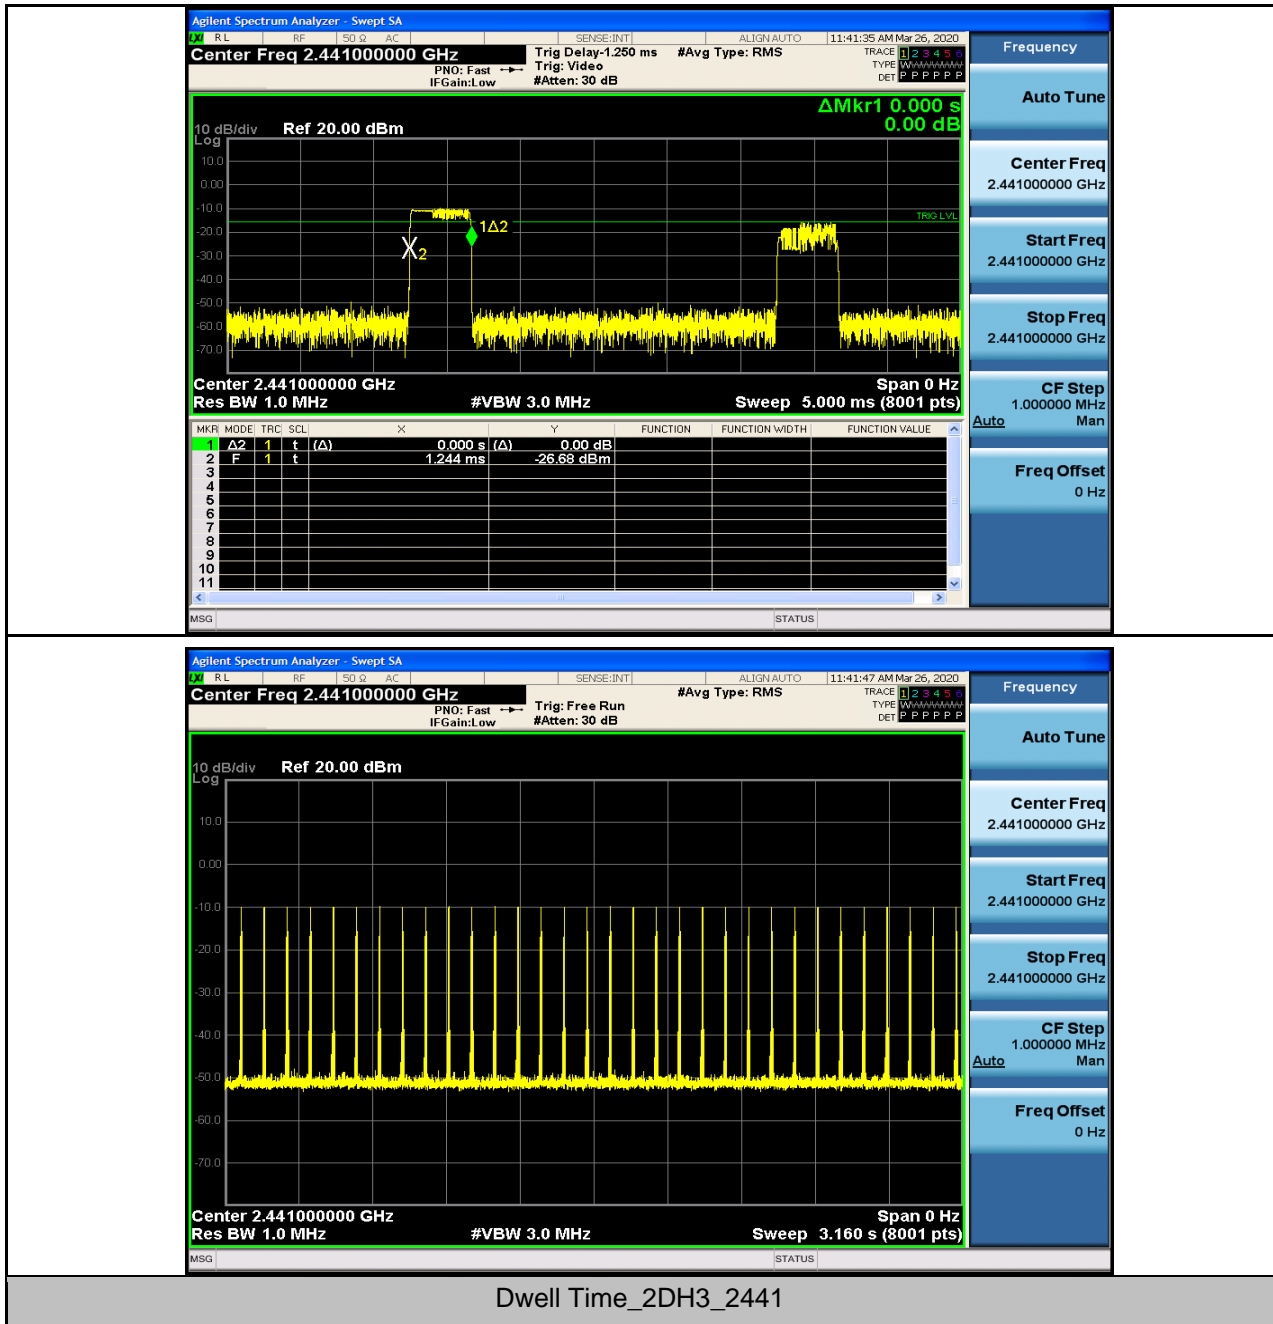 Agilent Spectrum Analyzer - Swept SA
LXI RL RF 50 Ω AC SENSE:INT ALIGN AUTO 11:41:35 AM Mar 26, 2020
Center Freq 2.441000000 GHz
PNO: Fast
IFGain:Low
Trig Delay-1.250 ms
Trig: Video
#Atten: 30 dB
#Avg Type: RMS
TRACE 1 2 3 4 5 6
TYPE W
DET P P P P P P
ΔMkr1 0.000 s
0.00 dB
10 dB/div Ref 20.00 dBm
Log
10.0
0.00
-10.0
-20.0
-30.0
-40.0
-50.0
-60.0
-70.0
TRIG LVL
1Δ2
X2
Center 2.441000000 GHz Span 0 Hz
Res BW 1.0 MHz #VBW 3.0 MHz Sweep 5.000 ms (8001 pts)
MKR MODE TRC SCL X Y FUNCTION FUNCTION WIDTH FUNCTION VALUE
1 Δ2 1 t (Δ) 0.000 s (Δ) 0.00 dB
2 F 1 t 1.244 ms -26.68 dBm
3
4
5
6
7
8
9
10
11
MSG STATUS
Frequency
Auto Tune
Center Freq
2.441000000 GHz
Start Freq
2.441000000 GHz
Stop Freq
2.441000000 GHz
CF Step
1.000000 MHz
Auto Man
Freq Offset
0 Hz
Agilent Spectrum Analyzer - Swept SA
LXI RL RF 50 Ω AC SENSE:INT ALIGN AUTO 11:41:47 AM Mar 26, 2020
Center Freq 2.441000000 GHz
PNO: Fast
IFGain:Low
Trig: Free Run
#Atten: 30 dB
#Avg Type: RMS
TRACE 1 2 3 4 5 6
TYPE W
DET P P P P P P
10 dB/div Ref 20.00 dBm
Log
10.0
0.00
-10.0
-20.0
-30.0
-40.0
-50.0
-60.0
-70.0
Center 2.441000000 GHz Span 0 Hz
Res BW 1.0 MHz #VBW 3.0 MHz Sweep 3.160 s (8001 pts)
MSG STATUS
Frequency
Auto Tune
Center Freq
2.441000000 GHz
Start Freq
2.441000000 GHz
Stop Freq
2.441000000 GHz
CF Step
1.000000 MHz
Auto Man
Freq Offset
0 Hz
Dwell Time_2DH3_2441